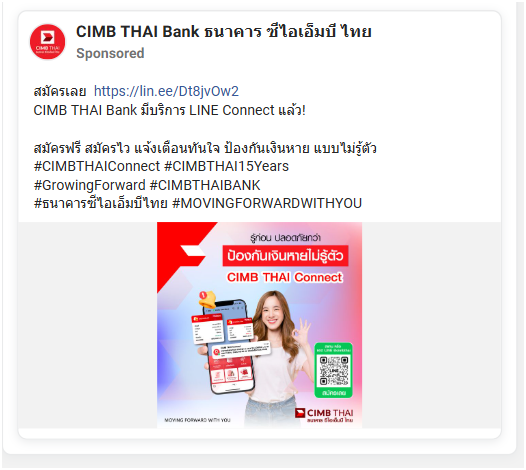 CIMB THAI Bank ธนาคาร ซีไอเอ็มบี ไทย
Sponsored
สมัครเลย https://lin.ee/Dt8jvOw2
CIMB THAI Bank มีบริการ LINE Connect แล้ว!
สมัครฟรี สมัครไว แจ้งเตือนทันใจ ป้องกันเงินหาย แบบไม่รู้ตัว
#CIMBTHAIConnect #CIMBTHAI15Years
#GrowingForward #CIMBTHAIBANK
#ธนาคารซีไอเอ็มบีไทย #MOVINGFORWARDWITHYOU
รู้ก่อน ปลอดภัยกว่า
ป้องกันเงินหายไม่รู้ตัว
CIMB THAI Connect
1
LINE
สมัครเลย
CIMB THAI
ธนาคาร ซีไอเอ็มบี ไทย
MOVING FORWARD WITH YOU